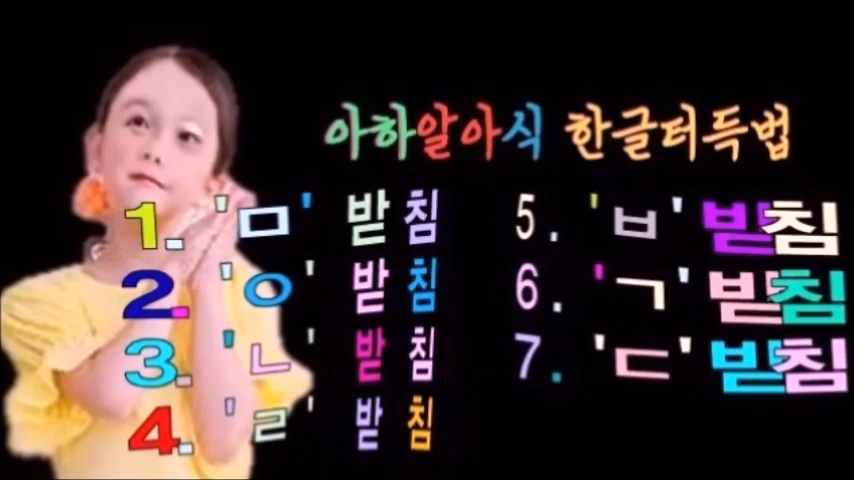 아하알아식 한글터득법
1. 'ㅁ' 받침
2. 'ㅇ' 받침
3. 'ㄴ' 받침
4. 'ㄹ' 받침
5. 'ㅂ' 받침
6. 'ㄱ' 받침
7. 'ㄷ' 받침